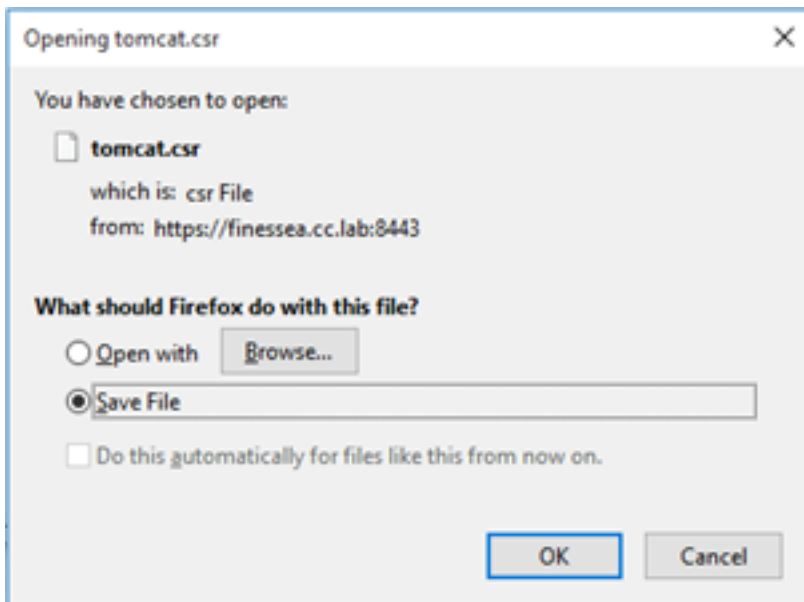 Opening tomcat.csr
You have chosen to open:
tomcat.csr
which is: csr File
from: https://finessea.cc.lab:8443
What should Firefox do with this file?
Open with Browse...
Save File
Do this automatically for files like this from now on.
OK Cancel